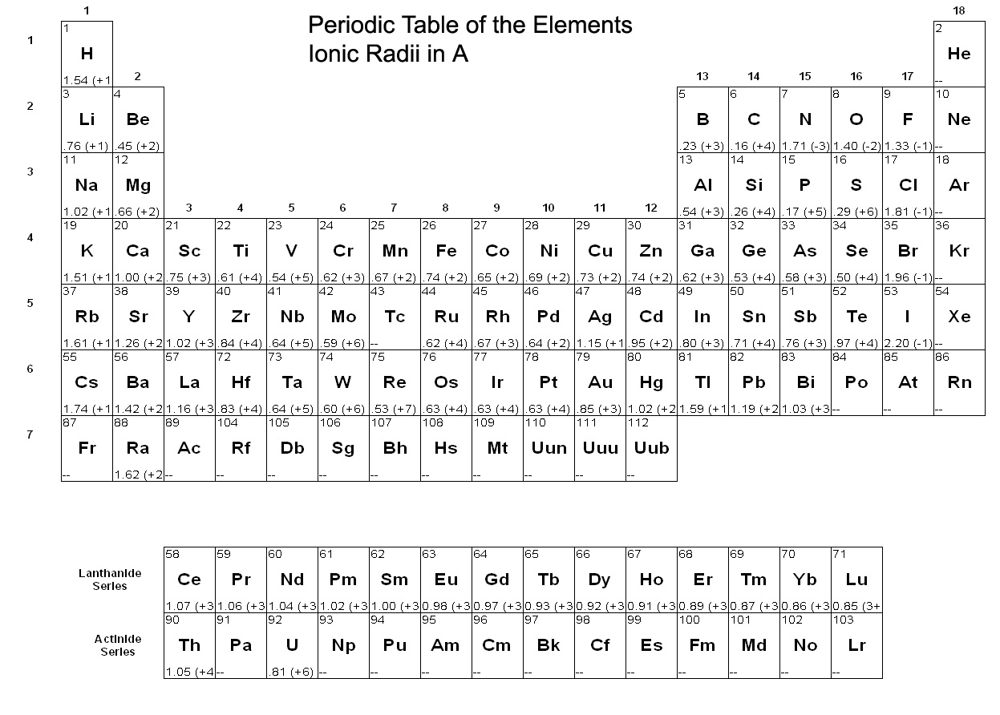 1 18
Periodic Table of the Elements
Ionic Radii in A
1
1 2
H He
1.54 (+1 --
2 13 14 15 16 17
2
3 4 5 6 7 8 9 10
Li Be B C N O F Ne
.76 (+1) .45 (+2) .23 (+3) .16 (+4) 1.71 (-3) 1.40 (-2) 1.33 (-1) --
3
11 12 13 14 15 16 17 18
Na Mg Al Si P S Cl Ar
1.02 (+1 .66 (+2) .54 (+3) .26 (+4) .17 (+5) .29 (+6) 1.81 (-1) --
3 4 5 6 7 8 9 10 11 12
4
19 20 21 22 23 24 25 26 27 28 29 30 31 32 33 34 35 36
K Ca Sc Ti V Cr Mn Fe Co Ni Cu Zn Ga Ge As Se Br Kr
1.51 (+1 1.00 (+2 .75 (+3) .61 (+4) .54 (+5) .62 (+3) .67 (+2) .74 (+2) .65 (+2) .69 (+2) .73 (+2) .74 (+2) .62 (+3) .53 (+4) .58 (+3) .50 (+4) 1.96 (-1) --
5
37 38 39 40 41 42 43 44 45 46 47 48 49 50 51 52 53 54
Rb Sr Y Zr Nb Mo Tc Ru Rh Pd Ag Cd In Sn Sb Te I Xe
1.61 (+1 1.26 (+2 1.02 (+3 .84 (+4) .64 (+5) .59 (+6) -- .62 (+4) .67 (+3) .64 (+2) 1.15 (+1 .95 (+2) .80 (+3) .71 (+4) .76 (+3) .97 (+4) 2.20 (-1) --
6
55 56 57 72 73 74 75 76 77 78 79 80 81 82 83 84 85 86
Cs Ba La Hf Ta W Re Os Ir Pt Au Hg Tl Pb Bi Po At Rn
1.74 (+1 1.42 (+2 1.16 (+3 .83 (+4) .64 (+5) .60 (+6) .53 (+7) .63 (+4) .63 (+4) .63 (+4) .85 (+3) 1.02 (+2 1.59 (+1 1.19 (+2 1.03 (+3 -- -- --
7
87 88 89 104 105 106 107 108 109 110 111 112
Fr Ra Ac Rf Db Sg Bh Hs Mt Uun Uuu Uub
-- 1.62 (+2 -- -- -- -- -- -- -- -- -- --
58 59 60 61 62 63 64 65 66 67 68 69 70 71
Lanthanide
Series
Ce Pr Nd Pm Sm Eu Gd Tb Dy Ho Er Tm Yb Lu
1.07 (+3 1.06 (+3 1.04 (+3 1.02 (+3 1.00 (+3 0.98 (+3 0.97 (+3 0.93 (+3 0.92 (+3 0.91 (+3 0.89 (+3 0.87 (+3 0.86 (+3 0.85 (3+
90 91 92 93 94 95 96 97 98 99 100 101 102 103
Actinide
Series
Th Pa U Np Pu Am Cm Bk Cf Es Fm Md No Lr
1.05 (+4 -- .81 (+6) -- -- -- -- -- -- -- -- -- -- --